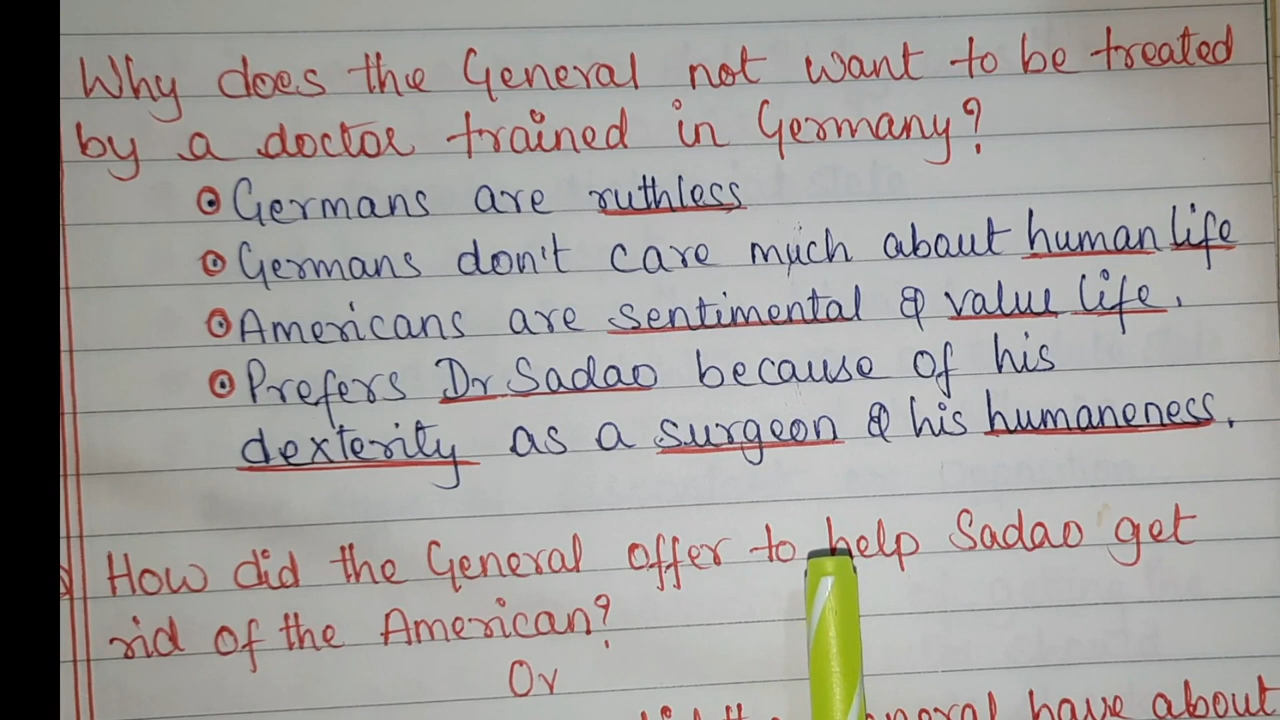 Why does the General not want to be treated
by a doctor trained in Germany?
Germans are ruthless
Germans don't care much about human life
Americans are sentimental & value life.
Prefers Dr Sadao because of his
dexterity as a surgeon & his humaneness.
How did the General offer to help Sadao get
rid of the American?
Or
have about